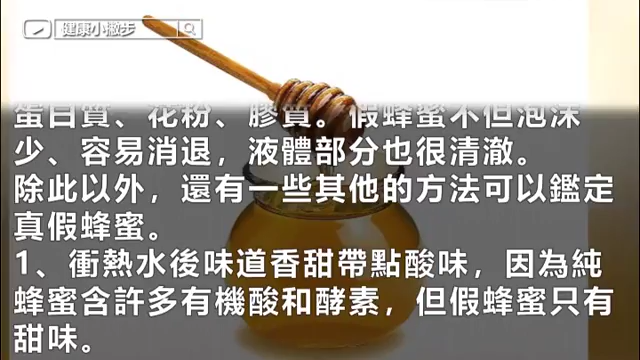 健康小撇步
蛋白質、花粉、膠質。假蜂蜜不但泡沫
少、容易消退，液體部分也很清澈。
除此以外，還有一些其他的方法可以鑑定
真假蜂蜜。
1、衝熱水後味道香甜帶點酸味，因為純
蜂蜜含許多有機酸和酵素，但假蜂蜜只有
甜味。